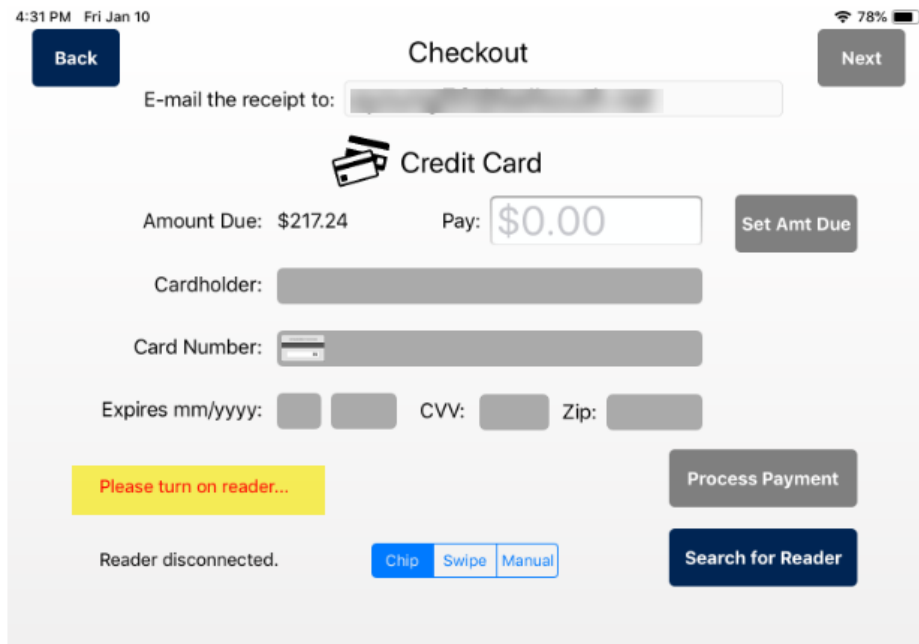 4:31 PM Fri Jan 10 78%
Back Checkout Next
E-mail the receipt to:
Credit Card
Amount Due: $217.24 Pay: $0.00 Set Amt Due
Cardholder:
Card Number:
Expires mm/yyyy: CVV: Zip:
Please turn on reader... Process Payment
Reader disconnected. Chip Swipe Manual Search for Reader